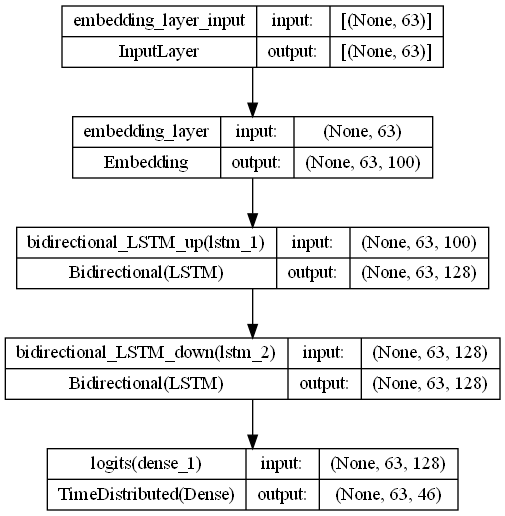 embedding_layer_input input: [(None, 63)]
InputLayer output: [(None, 63)]
embedding_layer input: (None, 63)
Embedding output: (None, 63, 100)
bidirectional_LSTM_up(lstm_1) input: (None, 63, 100)
Bidirectional(LSTM) output: (None, 63, 128)
bidirectional_LSTM_down(lstm_2) input: (None, 63, 128)
Bidirectional(LSTM) output: (None, 63, 128)
logits(dense_1) input: (None, 63, 128)
TimeDistributed(Dense) output: (None, 63, 46)